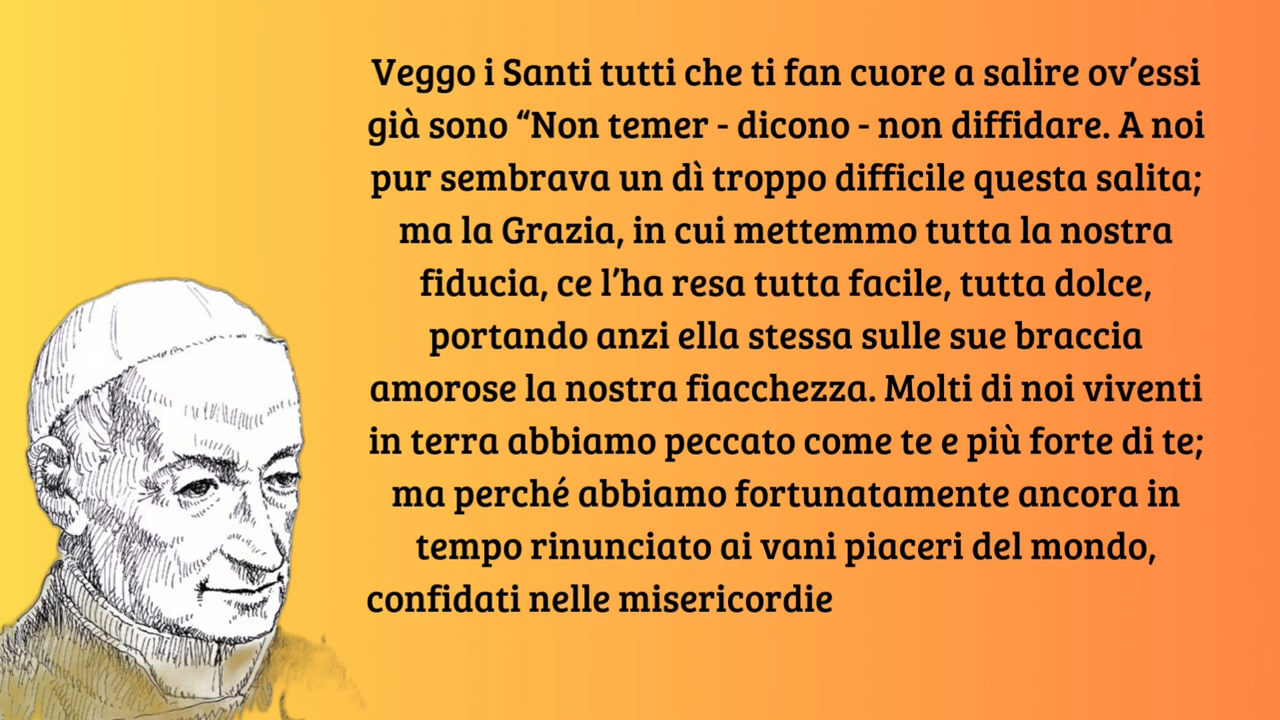 Veggo i Santi tutti che ti fan cuore a salire ov’essi
già sono “Non temer - dicono - non diffidare. A noi
pur sembrava un dì troppo difficile questa salita;
ma la Grazia, in cui mettemmo tutta la nostra
fiducia, ce l’ha resa tutta facile, tutta dolce,
portando anzi ella stessa sulle sue braccia
amorose la nostra fiacchezza. Molti di noi viventi
in terra abbiamo peccato come te e più forte di te;
ma perché abbiamo fortunatamente ancora in
tempo rinunciato ai vani piaceri del mondo,
confidati nelle misericordie